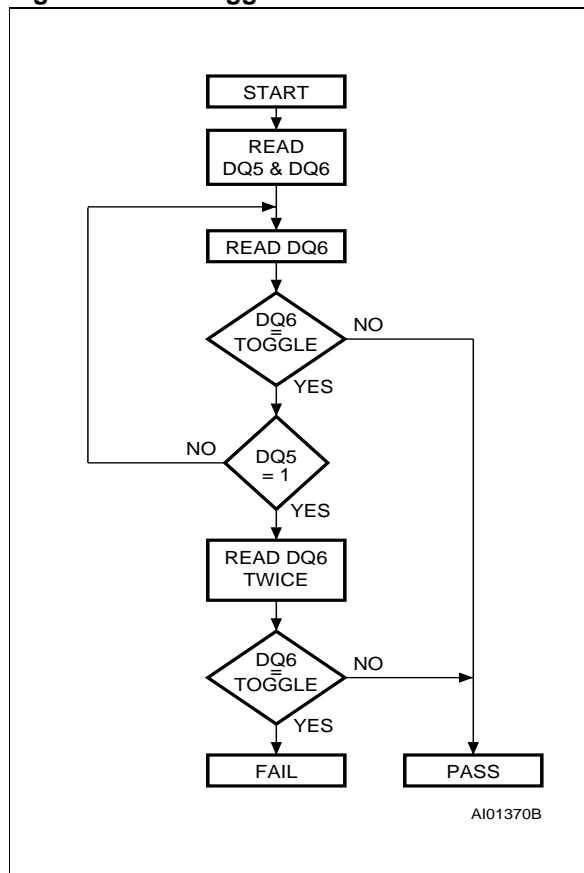 START
READ
DQ5 & DQ6
READ DQ6
DQ6
=
TOGGLE
NO
YES
NO
DQ5
= 1
YES
READ DQ6
TWICE
DQ6
=
TOGGLE
NO
YES
FAIL
PASS
AI01370B